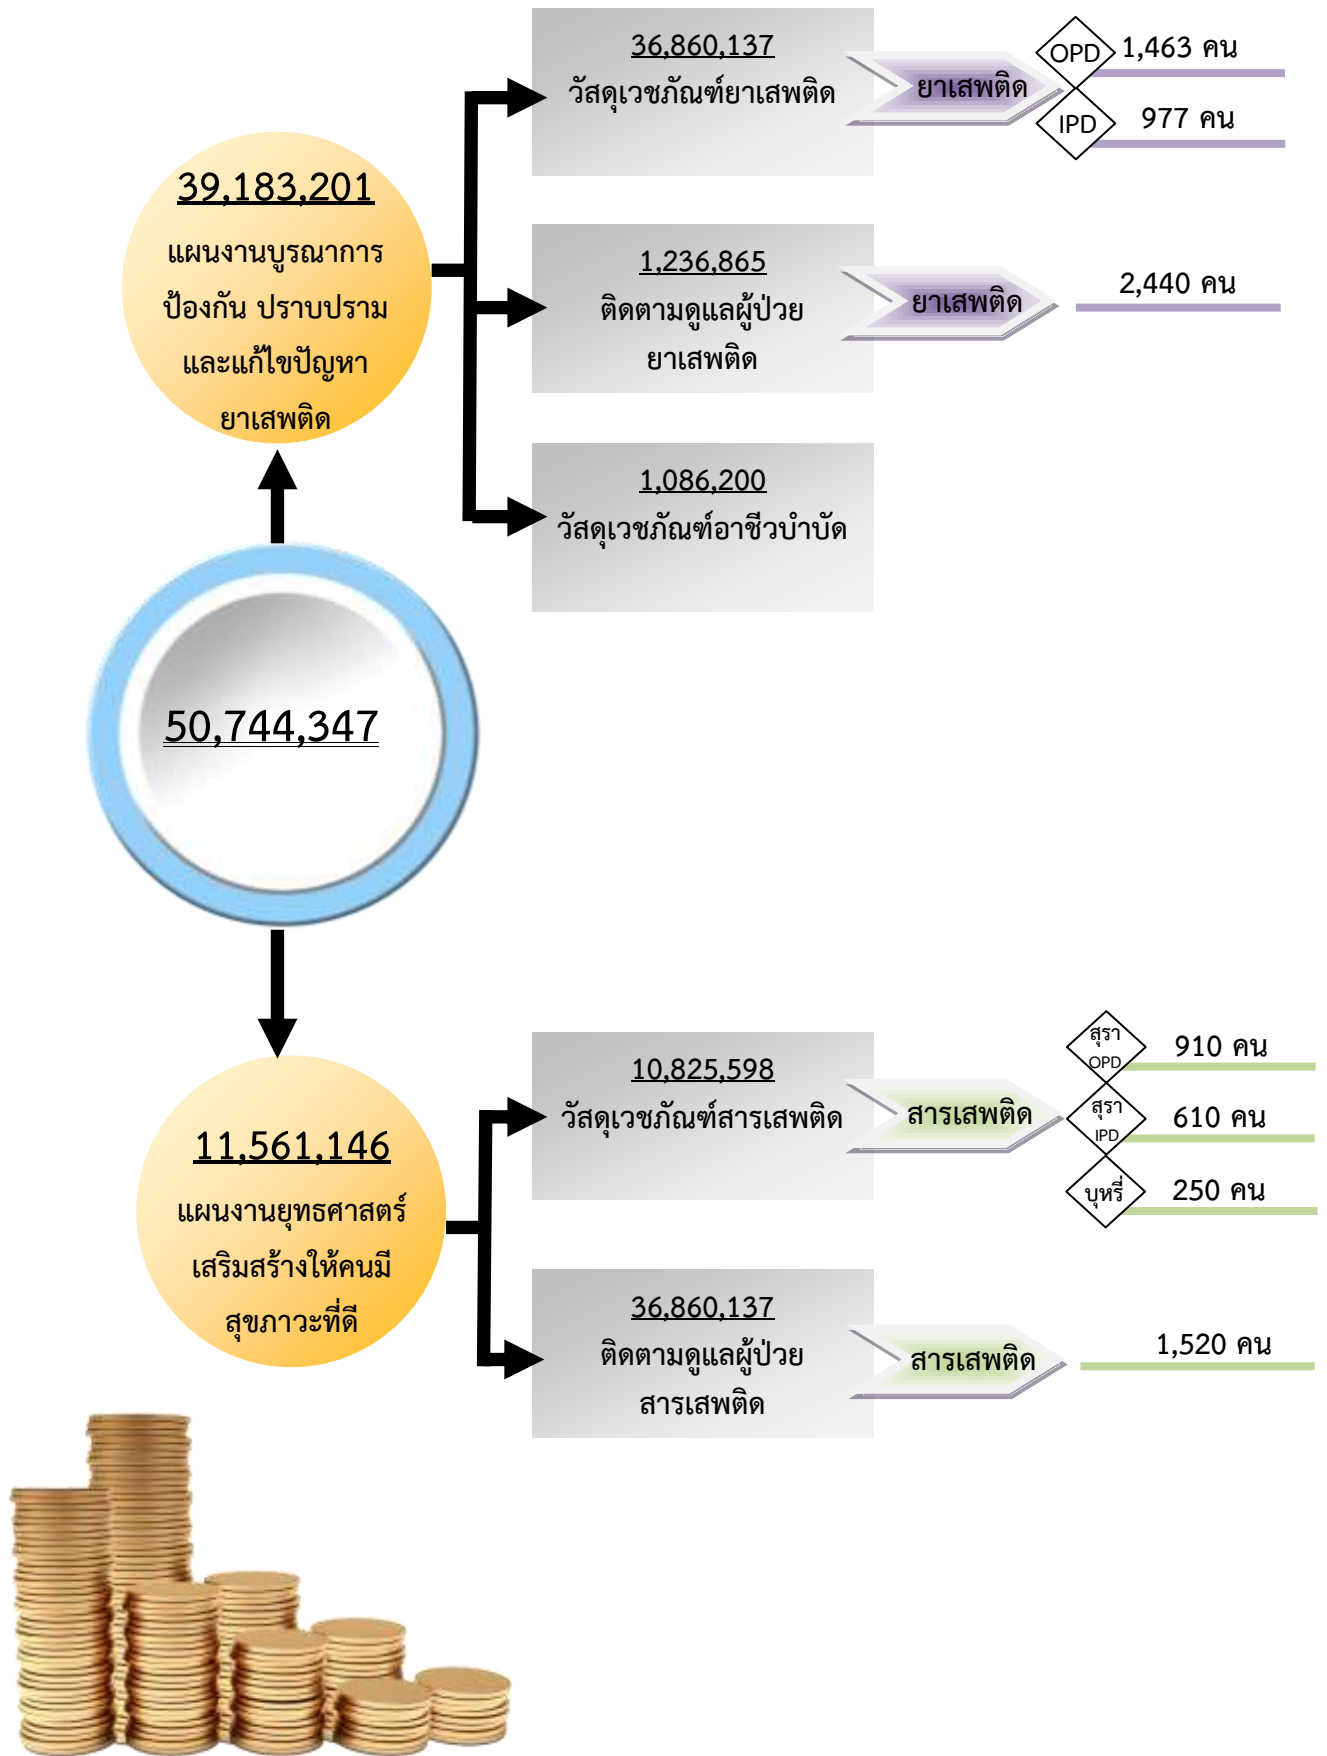 36,860,137
วัสดุเวชภัณฑ์ยาเสพติด
ยาเสพติด
OPD
1,463 คน
IPD
977 คน
39,183,201
แผนงานบูรณาการ
ป้องกัน ปราบปราม
และแก้ไขปัญหา
ยาเสพติด
1,236,865
ติดตามดูแลผู้ป่วย
ยาเสพติด
ยาเสพติด
2,440 คน
1,086,200
วัสดุเวชภัณฑ์อาชีวบำบัด
50,744,347
11,561,146
แผนงานยุทธศาสตร์
เสริมสร้างให้คนมี
สุขภาวะที่ดี
10,825,598
วัสดุเวชภัณฑ์สารเสพติด
สารเสพติด
สุรา
OPD
910 คน
สุรา
IPD
610 คน
บุหรี่
250 คน
36,860,137
ติดตามดูแลผู้ป่วย
สารเสพติด
สารเสพติด
1,520 คน